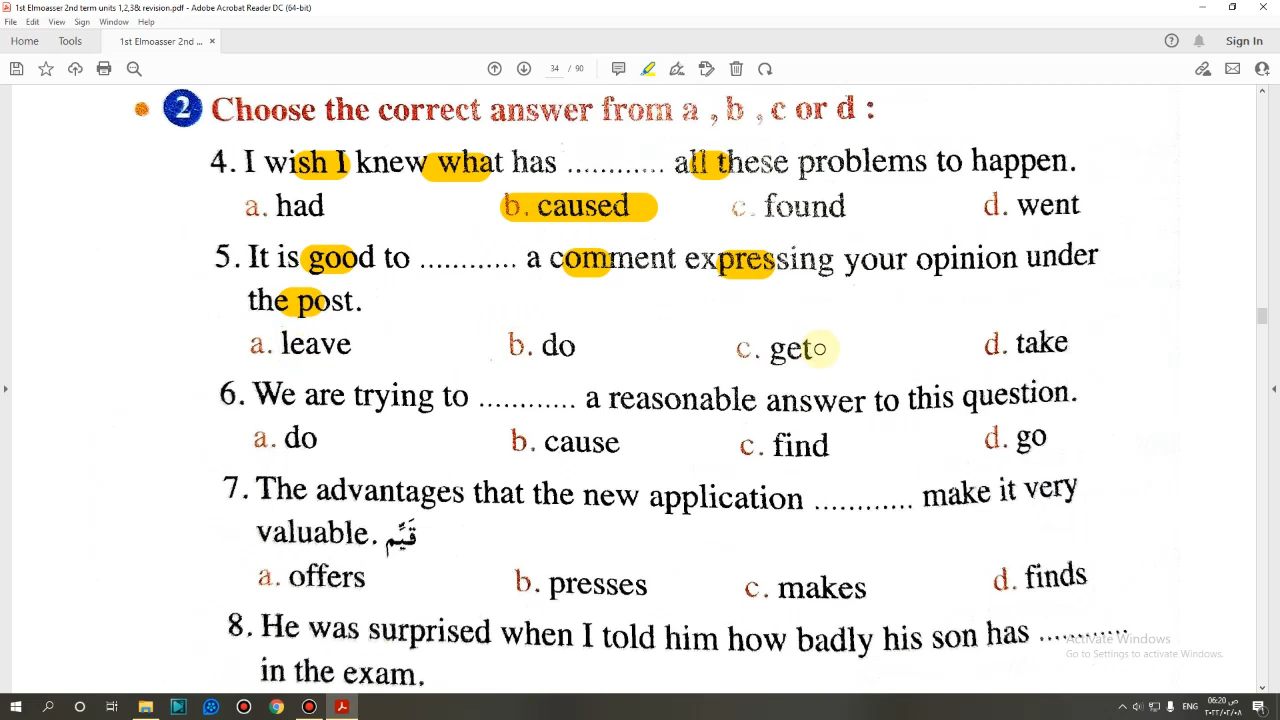 1st Elmoasser 2nd term units 1,2,3& revision.pdf - Adobe Acrobat Reader DC (64-bit)
File Edit View Sign Window Help
Home Tools 1st Elmoasser 2nd ... × Sign In
34 / 90
2 Choose the correct answer from a , b , c or d :
4. I wish I knew what has ............ all these problems to happen.
a. had b. caused c. found d. went
5. It is good to ............ a comment expressing your opinion under
the post.
a. leave b. do c. get d. take
6. We are trying to ............ a reasonable answer to this question.
a. do b. cause c. find d. go
7. The advantages that the new application ............ make it very
valuable. قَيِّم
a. offers b. presses c. makes d. finds
8. He was surprised when I told him how badly his son has ............
in the exam.
Activate Windows
Go to Settings to activate Windows.
ENG 06:20 ص
٢٠٢٢/٠٢/٠٨